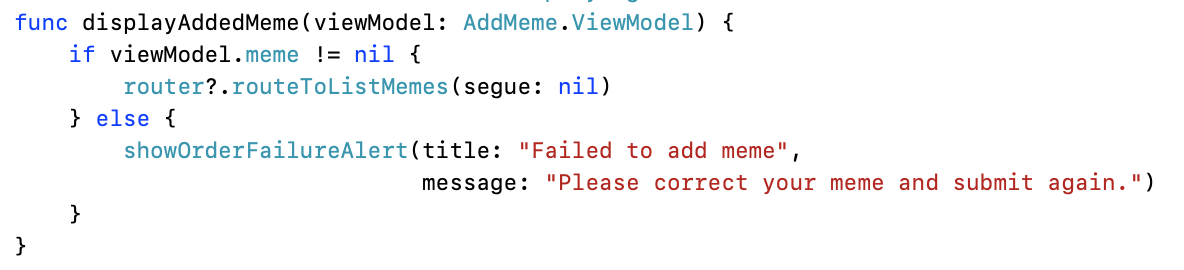 func displayAddedMeme(viewModel: AddMeme.ViewModel) {
    if viewModel.meme != nil {
        router?.routeToListMemes(segue: nil)
    } else {
        showOrderFailureAlert(title: "Failed to add meme",
                              message: "Please correct your meme and submit again.")
    }
}